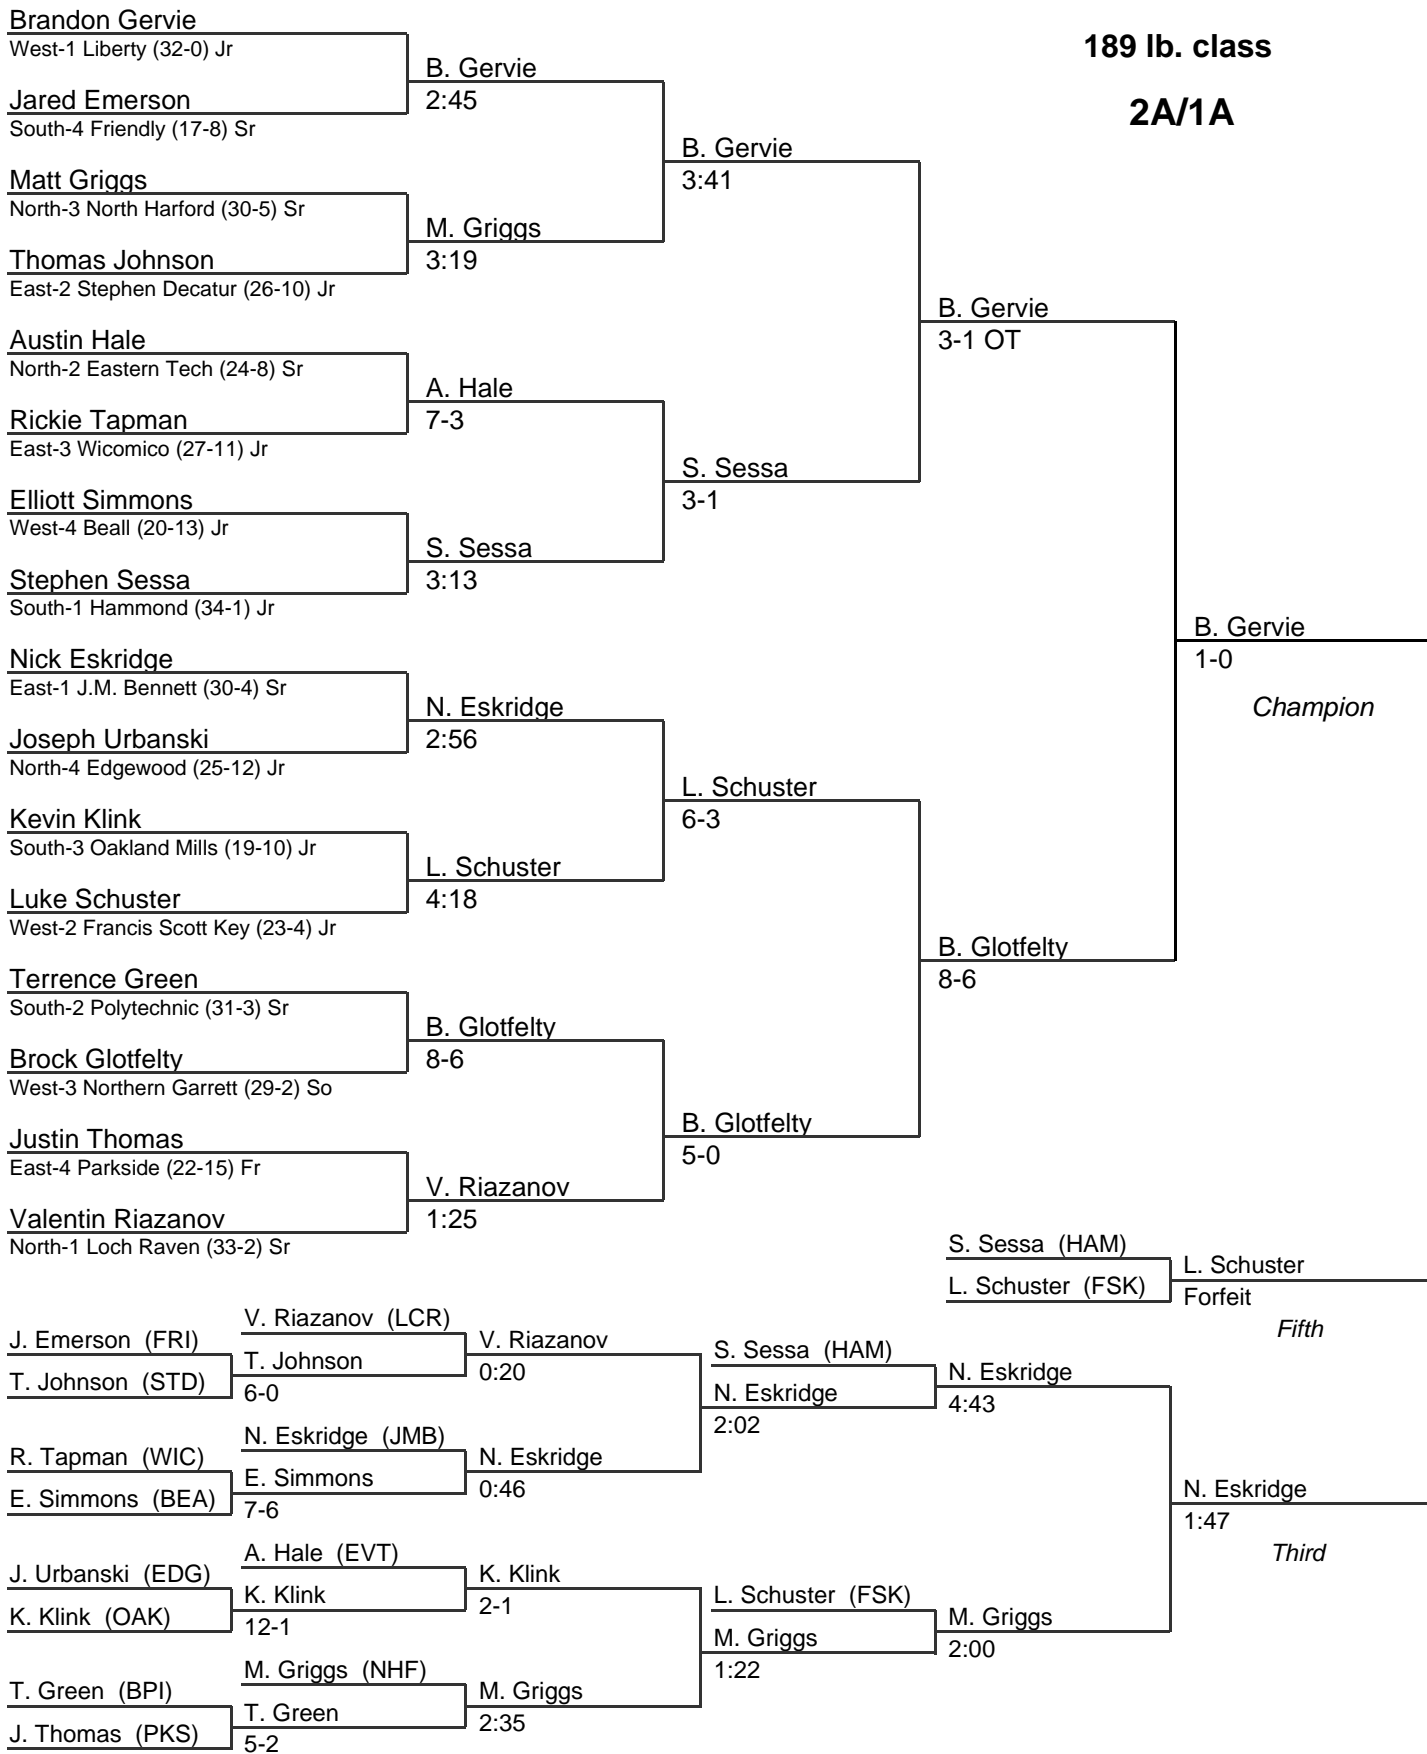 189 lb. class
2A/1A
Brandon Gervie
West-1 Liberty (32-0) Jr
Jared Emerson
South-4 Friendly (17-8) Sr
Matt Griggs
North-3 North Harford (30-5) Sr
Thomas Johnson
East-2 Stephen Decatur (26-10) Jr
Austin Hale
North-2 Eastern Tech (24-8) Sr
Rickie Tapman
East-3 Wicomico (27-11) Jr
Elliott Simmons
West-4 Beall (20-13) Jr
Stephen Sessa
South-1 Hammond (34-1) Jr
Nick Eskridge
East-1 J.M. Bennett (30-4) Sr
Joseph Urbanski
North-4 Edgewood (25-12) Jr
Kevin Klink
South-3 Oakland Mills (19-10) Jr
Luke Schuster
West-2 Francis Scott Key (23-4) Jr
Terrence Green
South-2 Polytechnic (31-3) Sr
Brock Glotfelty
West-3 Northern Garrett (29-2) So
Justin Thomas
East-4 Parkside (22-15) Fr
Valentin Riazanov
North-1 Loch Raven (33-2) Sr
B. Gervie
2:45
M. Griggs
3:19
A. Hale
7-3
S. Sessa
3:13
N. Eskridge
2:56
L. Schuster
4:18
B. Glotfelty
8-6
V. Riazanov
1:25
B. Gervie
3:41
S. Sessa
3-1
L. Schuster
6-3
B. Glotfelty
5-0
B. Gervie
3-1 OT
B. Glotfelty
8-6
B. Gervie
1-0
Champion
S. Sessa (HAM)
L. Schuster (FSK)
L. Schuster
Forfeit
Fifth
J. Emerson (FRI)
T. Johnson (STD)
R. Tapman (WIC)
E. Simmons (BEA)
J. Urbanski (EDG)
K. Klink (OAK)
T. Green (BPI)
J. Thomas (PKS)
V. Riazanov (LCR)
T. Johnson
6-0
N. Eskridge (JMB)
E. Simmons
7-6
A. Hale (EVT)
K. Klink
12-1
M. Griggs (NHF)
T. Green
5-2
V. Riazanov
0:20
N. Eskridge
0:46
K. Klink
2-1
M. Griggs
2:35
S. Sessa (HAM)
N. Eskridge
2:02
L. Schuster (FSK)
M. Griggs
1:22
N. Eskridge
4:43
M. Griggs
2:00
N. Eskridge
1:47
Third